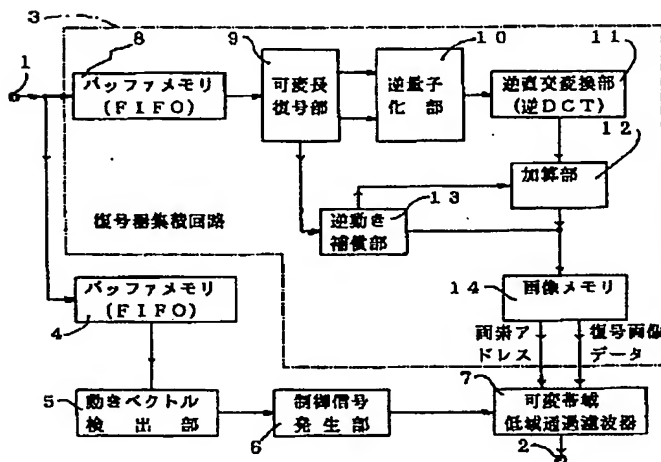 3
8
9
10
11
1
バッファメモリ
(FIFO)
可変長
復号部
逆量子
化部
逆直交変換部
(逆DCT)
12
加算部
13
復号器集積回路
逆動き
補償部
バッファメモリ
(FIFO)
4
14
画像メモリ
画素ア
ドレス
復号画像
データ
7
5
動きベクトル
検出部
制御信号
発生部
6
可変帯域
低域通過濾波器
2